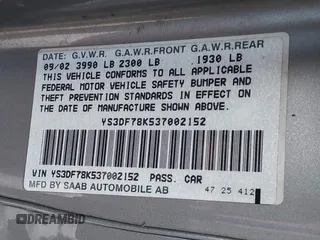 DATE: G.V.W.R. G.A.W.R.FRONT G.A.W.R.REAR
09/02 3990 LB 2300 LB 1930 LB
THIS VEHICLE CONFORMS TO ALL APPLICABLE
FEDERAL MOTOR VEHICLE SAFETY BUMPER AND
THEFT PREVENTION STANDARDS IN EFFECT ON
THE DATE OF MANUFACTURE SHOWN ABOVE.
YS3DF78K537002152
VIN YS3DF78K537002152 PASS. CAR
MFD BY SAAB AUTOMOBILE AB 47 25 412
DREAMBID